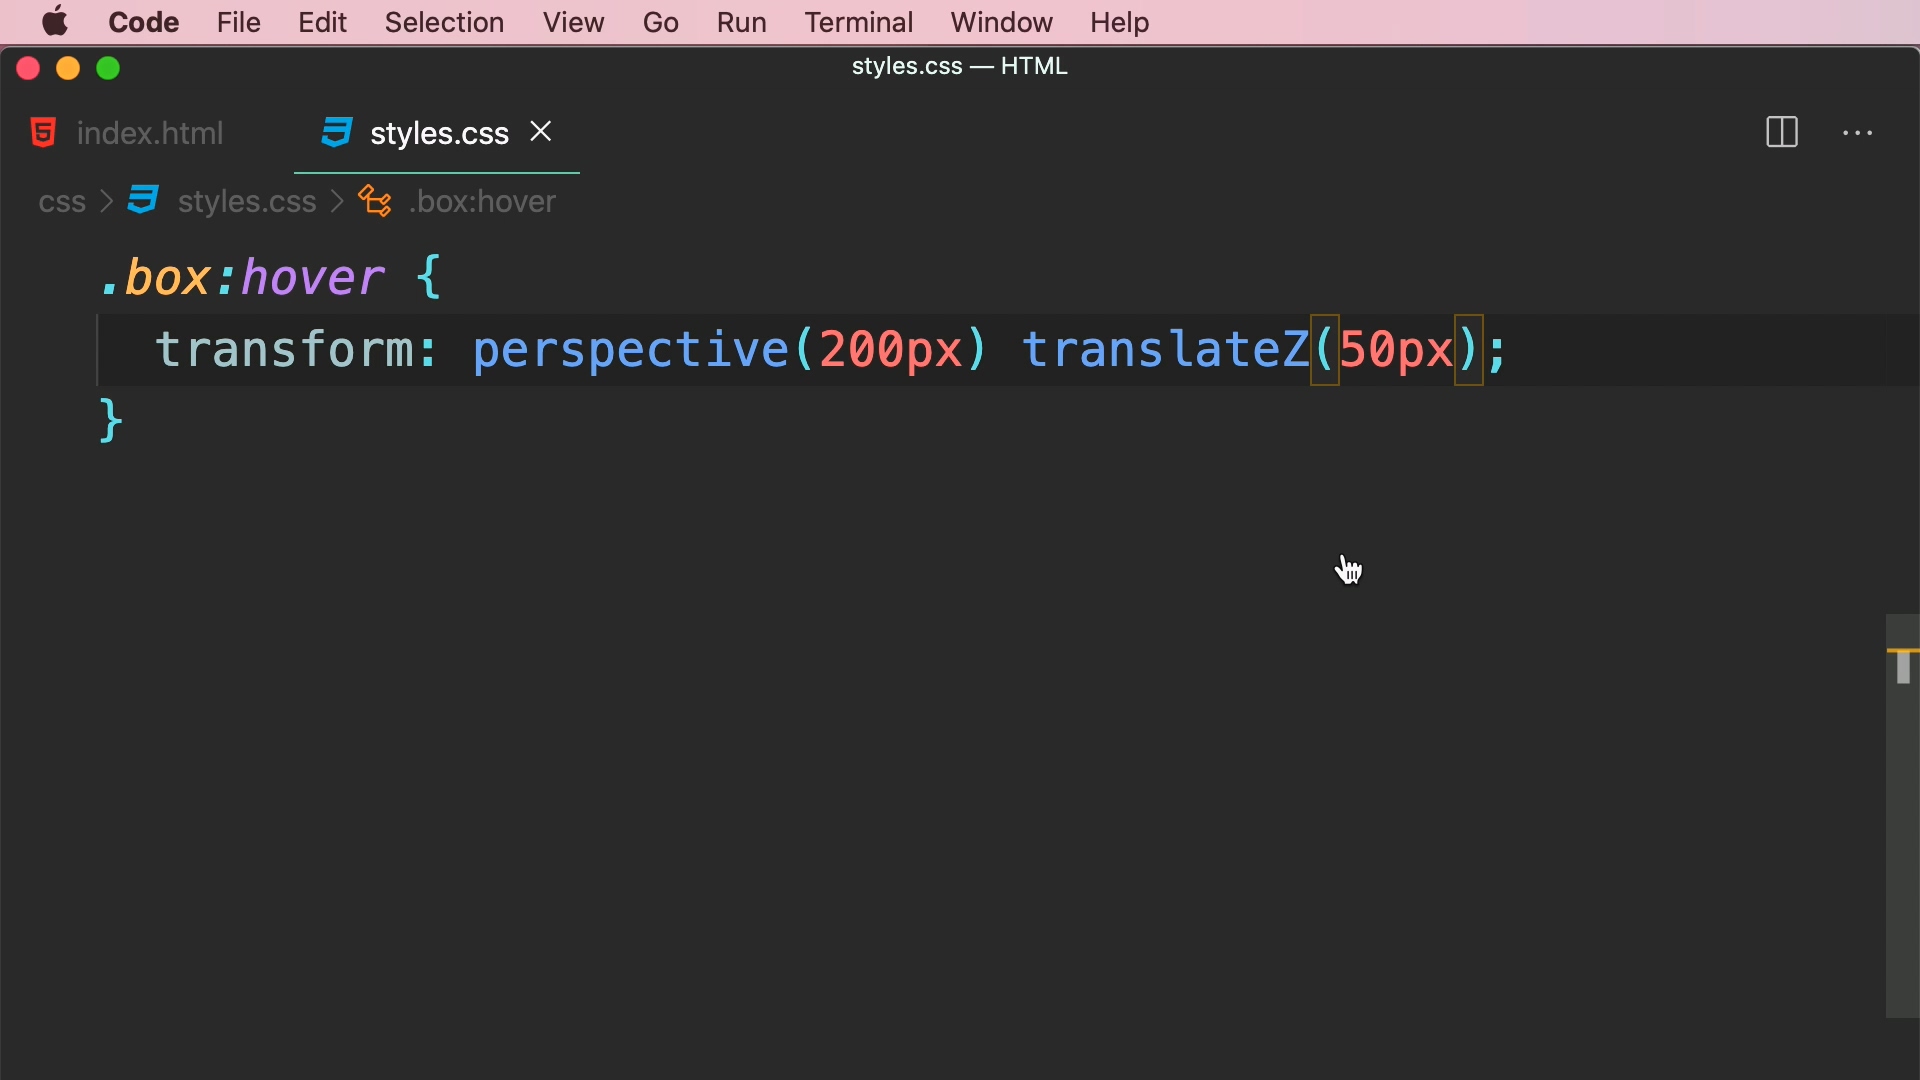 Code File Edit Selection View Go Run Terminal Window Help
styles.css — HTML
index.html styles.css
css > styles.css > .box:hover
.box:hover {
transform: perspective(200px) translateZ(50px);
}